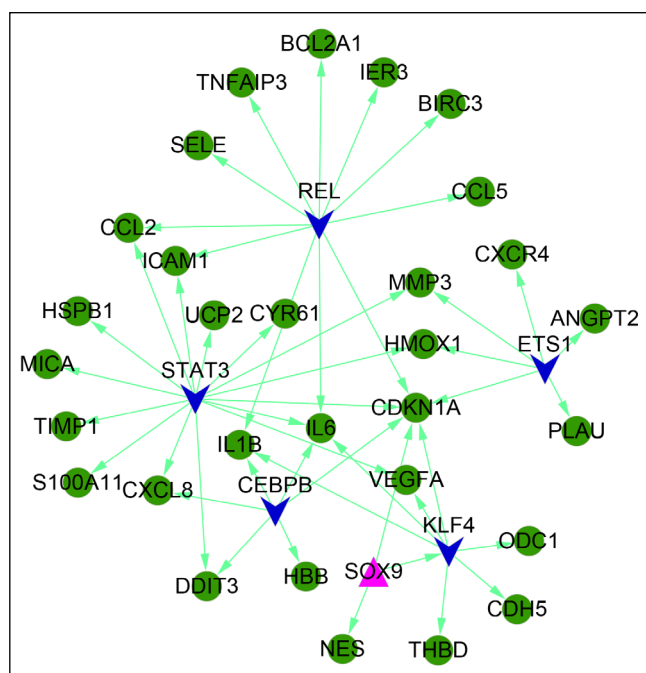 BCL2A1
IER3
TNFAIP3
BIRC3
SELE
REL
CCL5
CCL2
ICAM1
CXCR4
MMP3
HSPB1
UCP2
CYR61
ANGPT2
HMOX1
ETS1
MICA
STAT3
CDKN1A
TIMP1
IL6
PLAU
IL1B
S100A11
CXCL8
CEBPB
VEGFA
KLF4
ODC1
DDIT3
HBB
SOX9
CDH5
NES
THBD